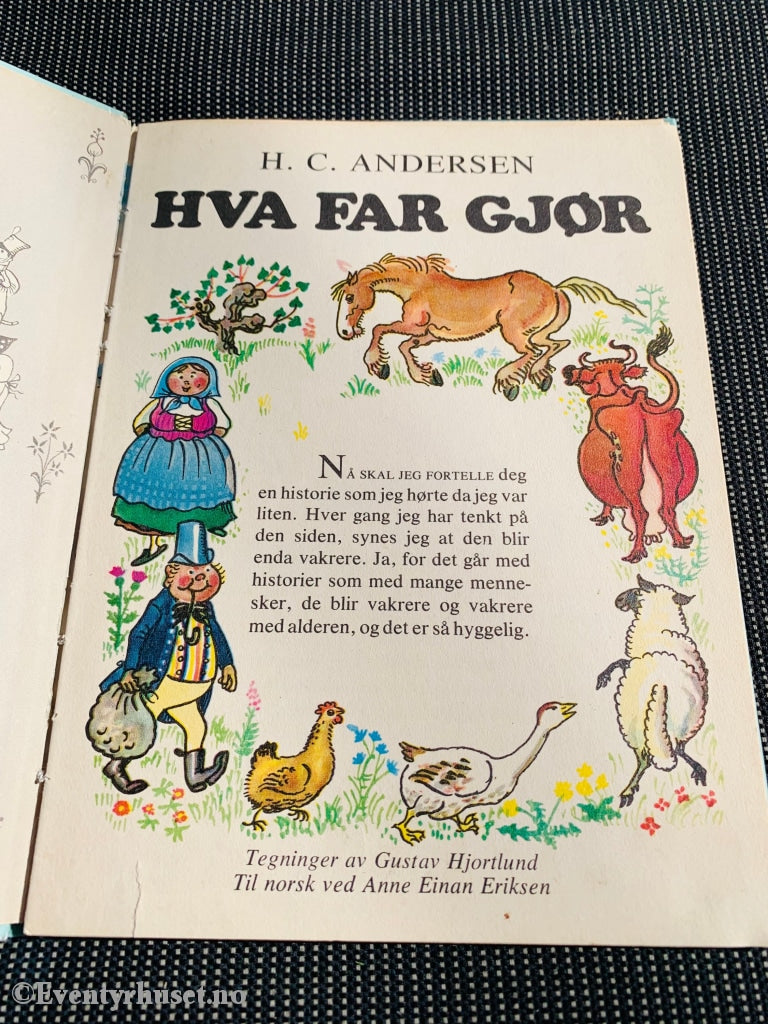 H. C. ANDERSEN
HVA FAR GJØR
NÅ SKAL JEG FORTELLE deg
en historie som jeg hørte da jeg var
liten. Hver gang jeg har tenkt på
den siden, synes jeg at den blir
enda vakrere. Ja, for det går med
historier som med mange menne-
sker, de blir vakrere og vakrere
med alderen, og det er så hyggelig.
Tegninger av Gustav Hjortlund
Til norsk ved Anne Einan Eriksen
©Eventyrhuset.no